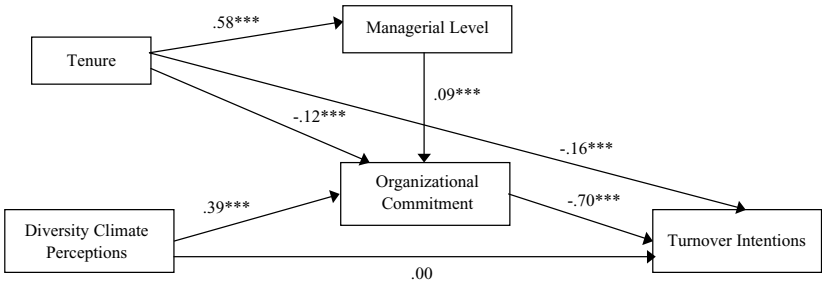 .58***
Managerial Level
Tenure
.09***
-.12***
-.16***
Organizational
Commitment
.39***
-.70***
Diversity Climate
Perceptions
Turnover Intentions
.00